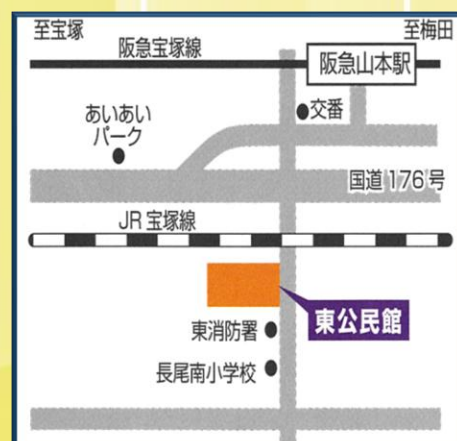 至宝塚
至梅田
阪急宝塚線
阪急山本駅
交番
あいあい
パーク
国道176号
JR宝塚線
東公民館
東消防署
長尾南小学校